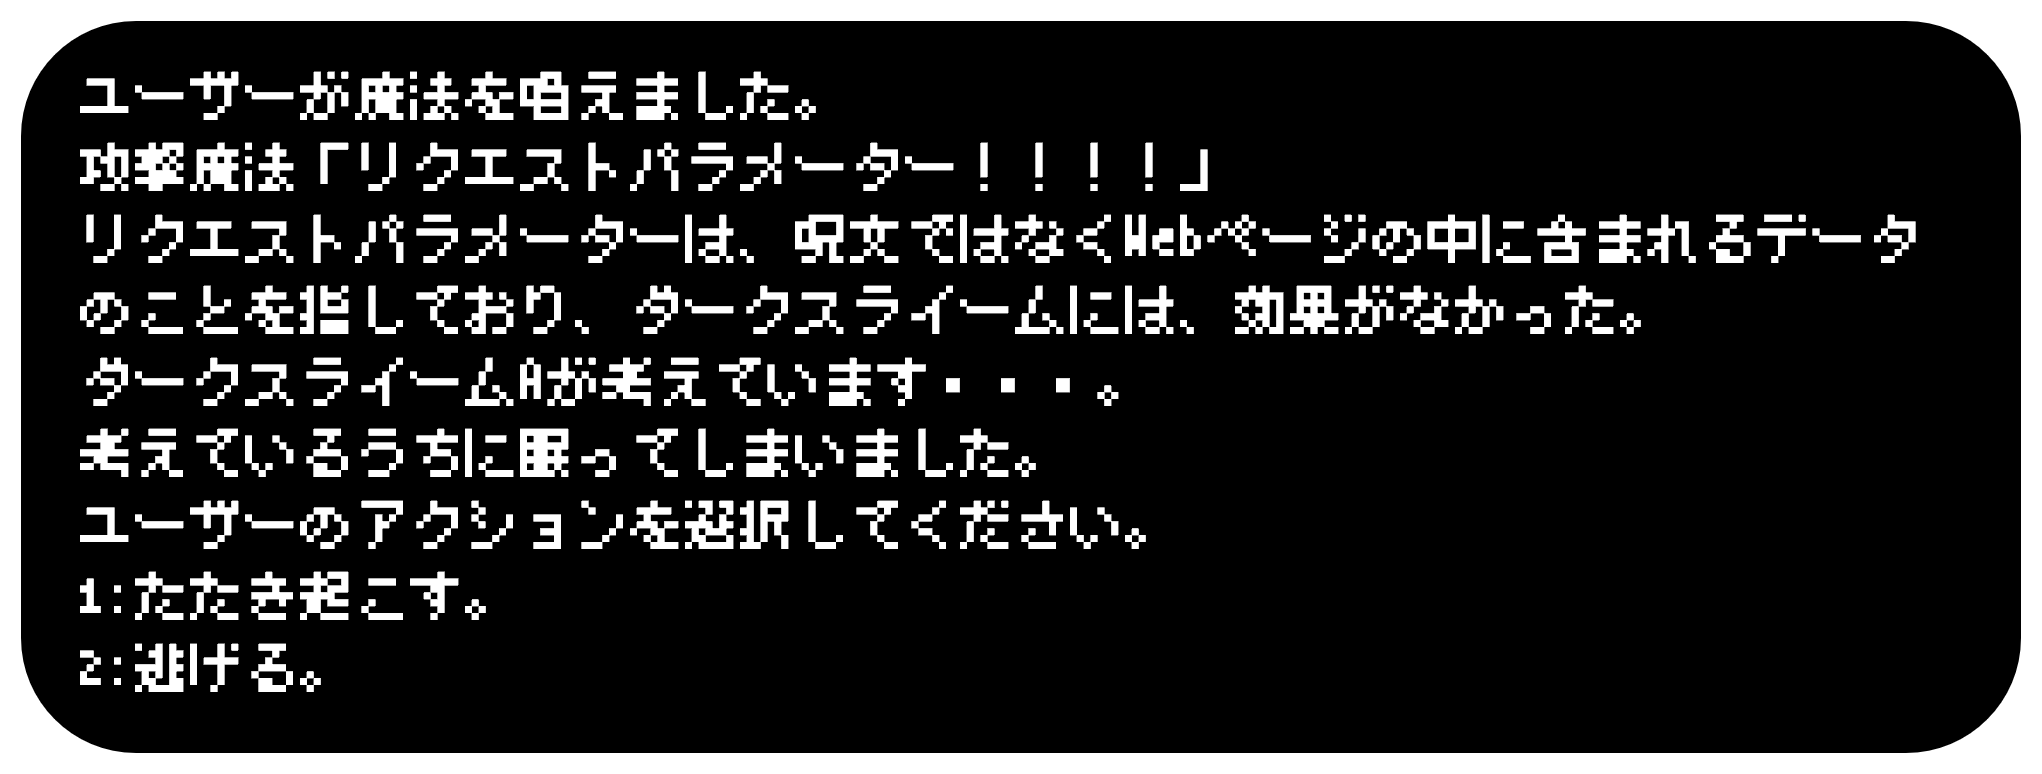 ユーザーが魔法を唱えました。
攻撃魔法「リクエストパラメーター！！！！」
リクエストパラメーターは、呪文ではなくWebページの中に含まれるデータ
のことを指しており、ダークスライームには、効果がなかった。
ダークスライームAが考えています・・・。
考えているうちに眠ってしまいました。
ユーザーのアクションを選択してください。
1:たたき起こす。
2:逃げる。